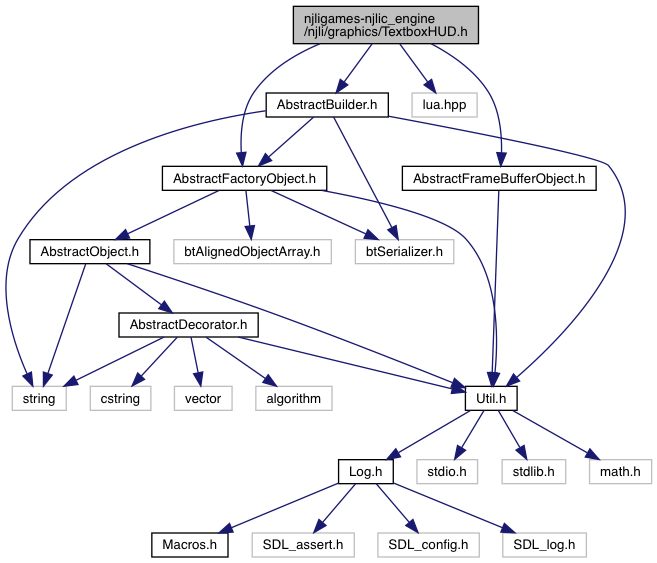 njligames-njlic_engine
/njli/graphics/TextboxHUD.h
AbstractBuilder.h
lua.hpp
AbstractFactoryObject.h
AbstractFrameBufferObject.h
AbstractObject.h
btAlignedObjectArray.h
btSerializer.h
AbstractDecorator.h
string
cstring
vector
algorithm
Util.h
Log.h
stdio.h
stdlib.h
math.h
Macros.h
SDL_assert.h
SDL_config.h
SDL_log.h